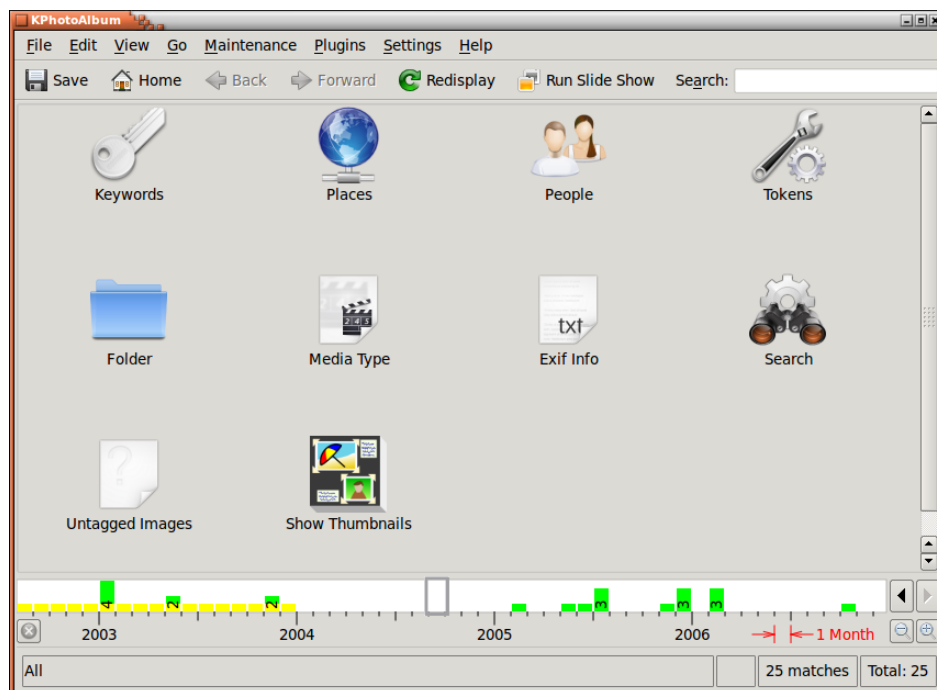 KPhotoAlbum
File Edit View Go Maintenance Plugins Settings Help
Save Home Back Forward Redisplay Run Slide Show Search:
Keywords Places People Tokens
txt
Folder Media Type Exif Info Search
Untagged Images Show Thumbnails
4 2 2 3 3 3
2003 2004 2005 2006 1 Month
All 25 matches Total: 25